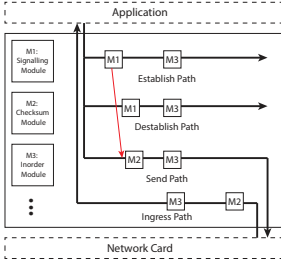 Application
M1:
Signalling
Module
M1
M3
Establish Path
M2:
Checksum
Module
M1
M3
Destablish Path
M3:
Inorder
Module
M2
M3
Send Path
M3
M2
Ingress Path
Network Card